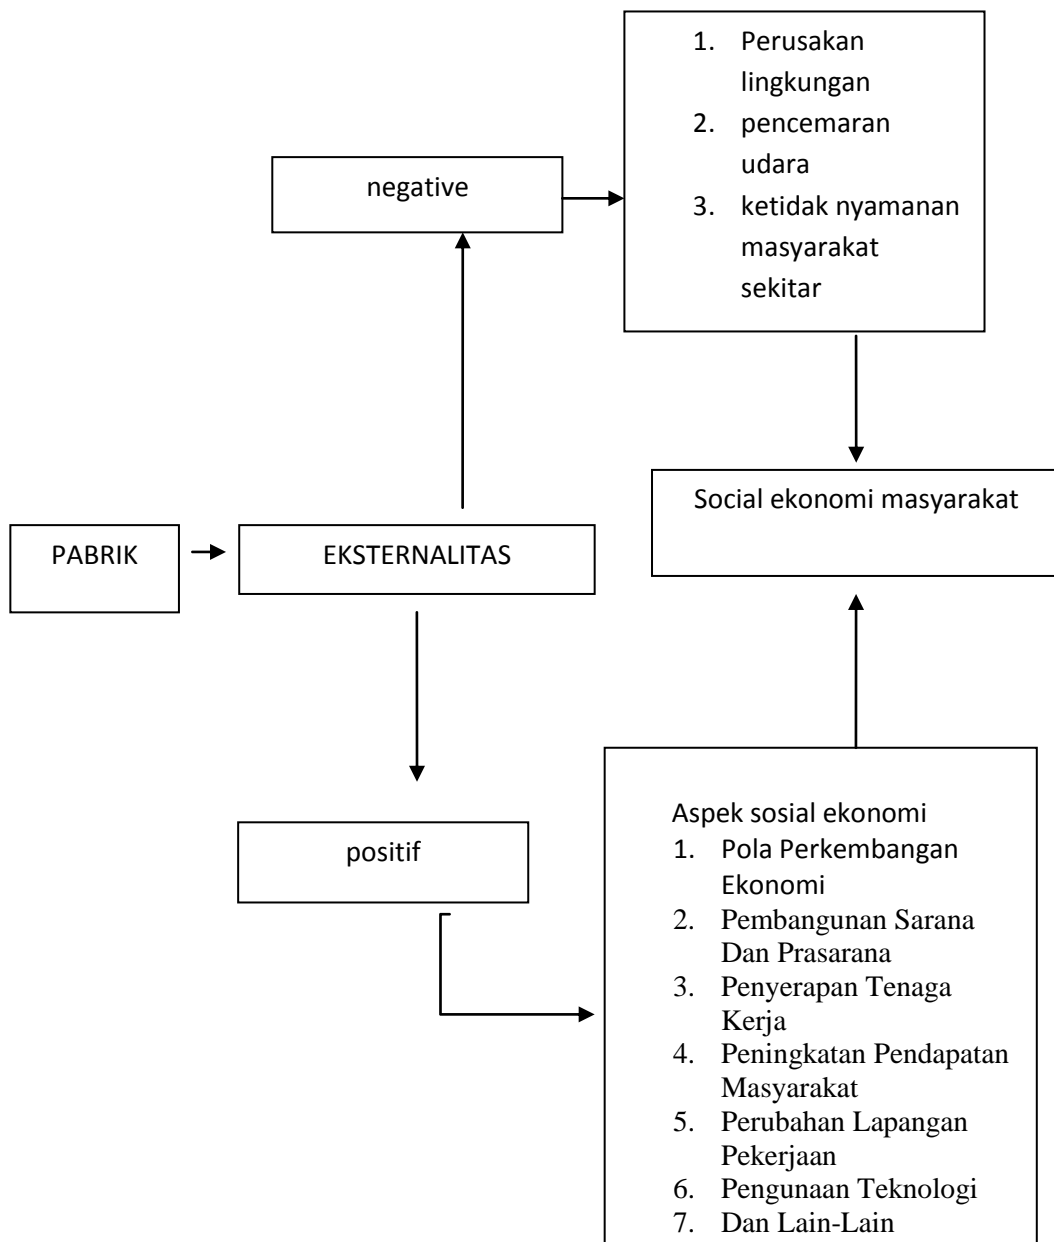 1. Perusakan
lingkungan
2. pencemaran
udara
3. ketidak nyamanan
masyarakat
sekitar
negative
Social ekonomi masyarakat
PABRIK
EKSTERNALITAS
positif
Aspek sosial ekonomi
1. Pola Perkembangan
Ekonomi
2. Pembangunan Sarana
Dan Prasarana
3. Penyerapan Tenaga
Kerja
4. Peningkatan Pendapatan
Masyarakat
5. Perubahan Lapangan
Pekerjaan
6. Pengunaan Teknologi
7. Dan Lain-Lain